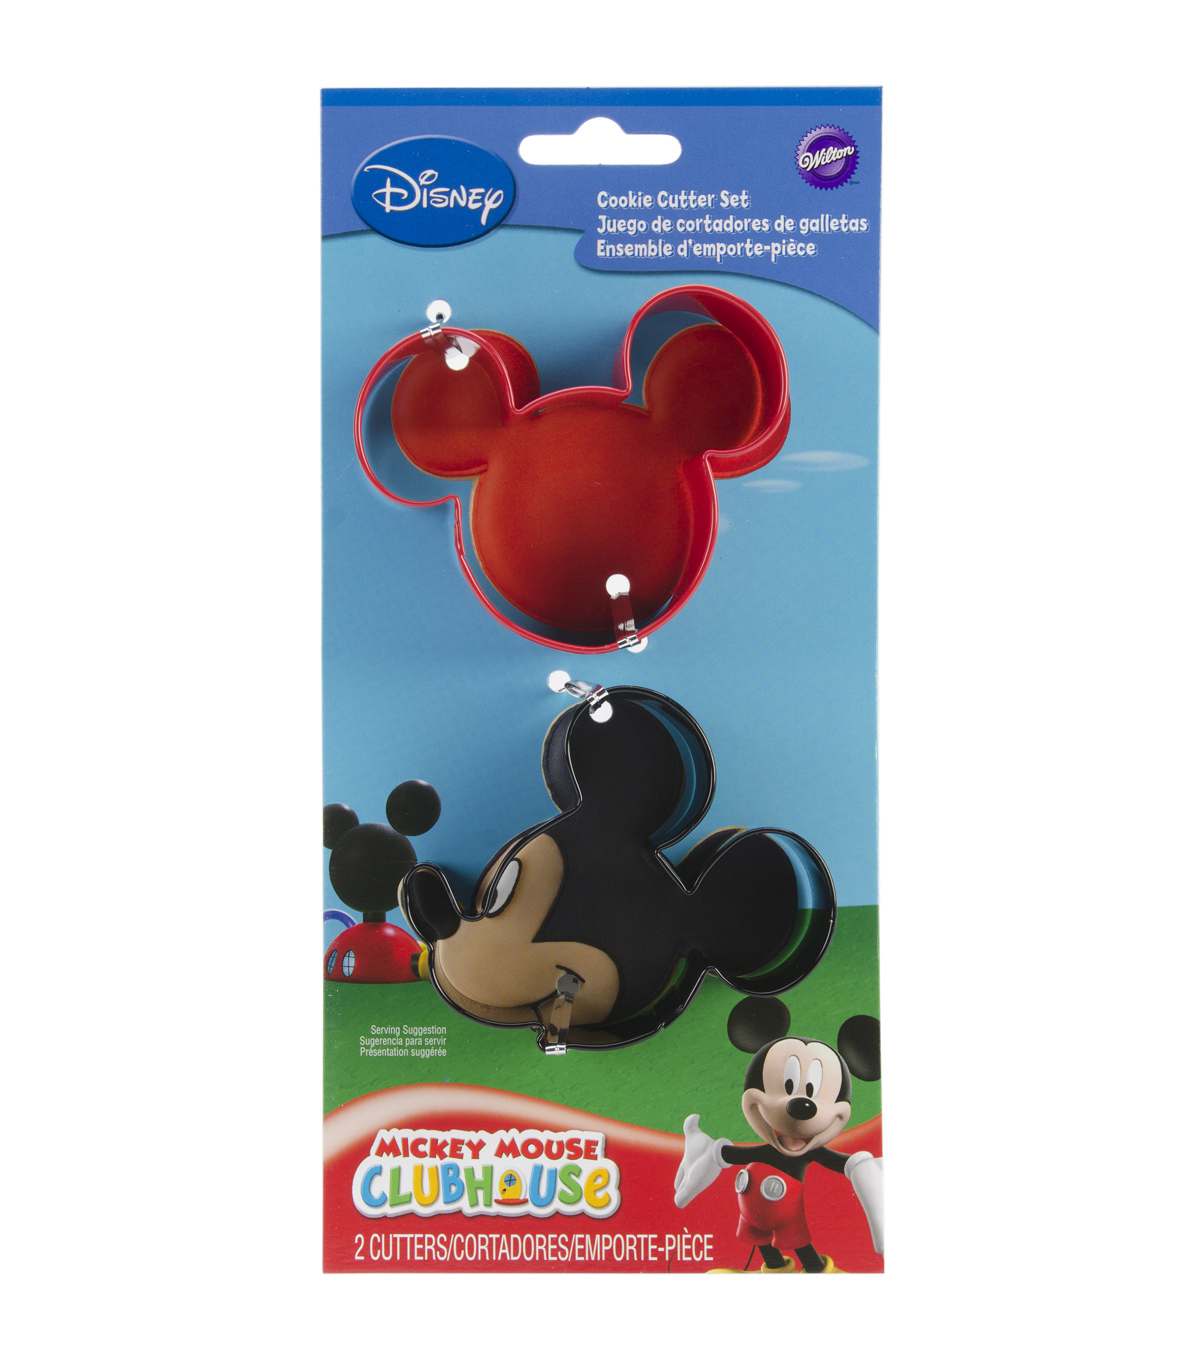 Disney
Wilton
Cookie Cutter Set
Juego de cortadores de galletas
Ensemble d'emporte-pièce
Serving Suggestion
Sugerencia para servir
Présentation suggérée
MICKEY MOUSE
CLUBHOUSE
2 CUTTERS/CORTADORES/EMPORTE-PIÈCE